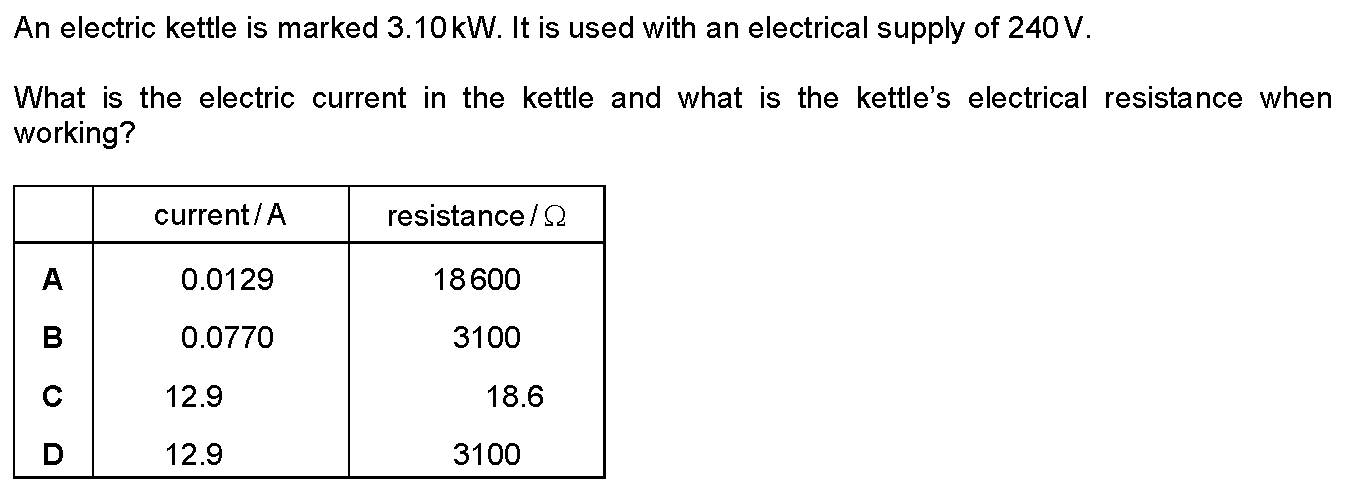 An electric kettle is marked 3.10 kW. It is used with an electrical supply of 240 V.
What is the electric current in the kettle and what is the kettle’s electrical resistance when
working?
current / A resistance / Ω
A 0.0129 18 600
B 0.0770 3100
C 12.9 18.6
D 12.9 3100